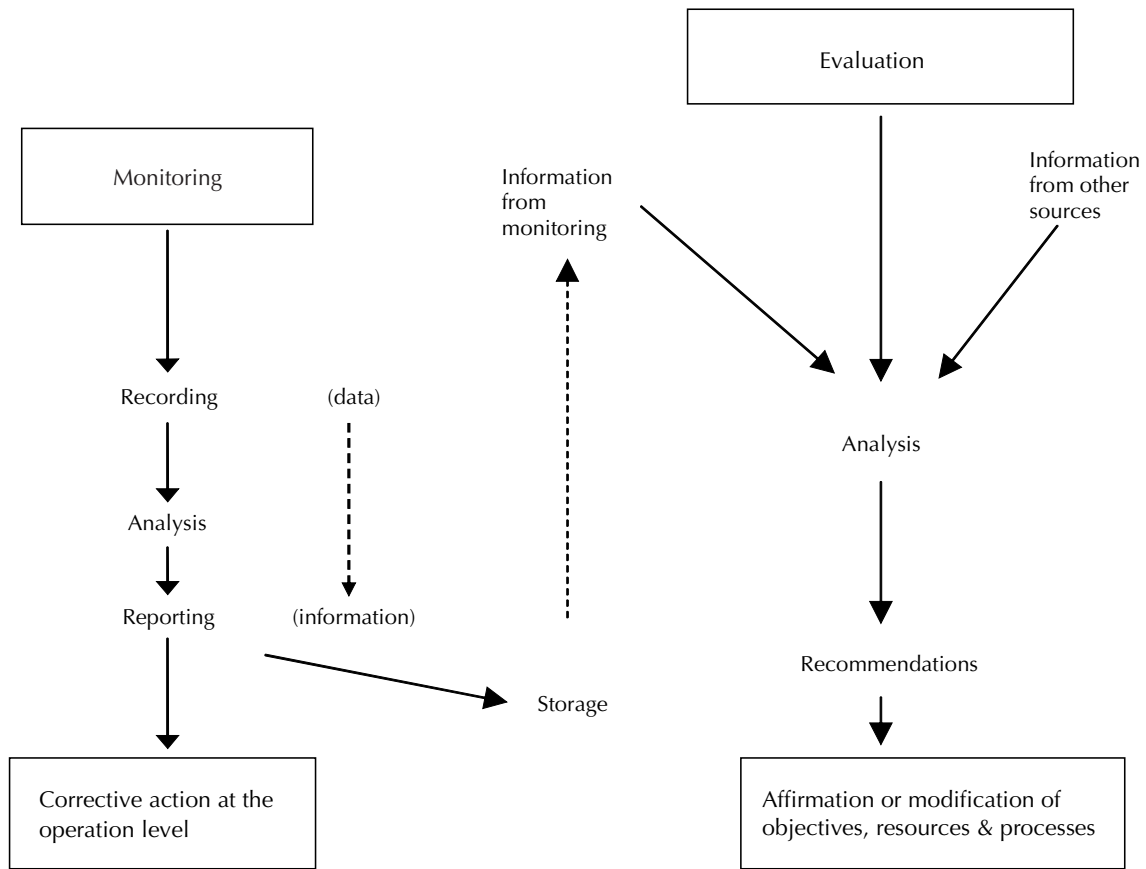 Evaluation
Monitoring
Information
from
monitoring
Information
from other
sources
Recording
(data)
Analysis
Analysis
Reporting
(information)
Recommendations
Storage
Corrective action at the
operation level
Affirmation or modification of
objectives, resources & processes